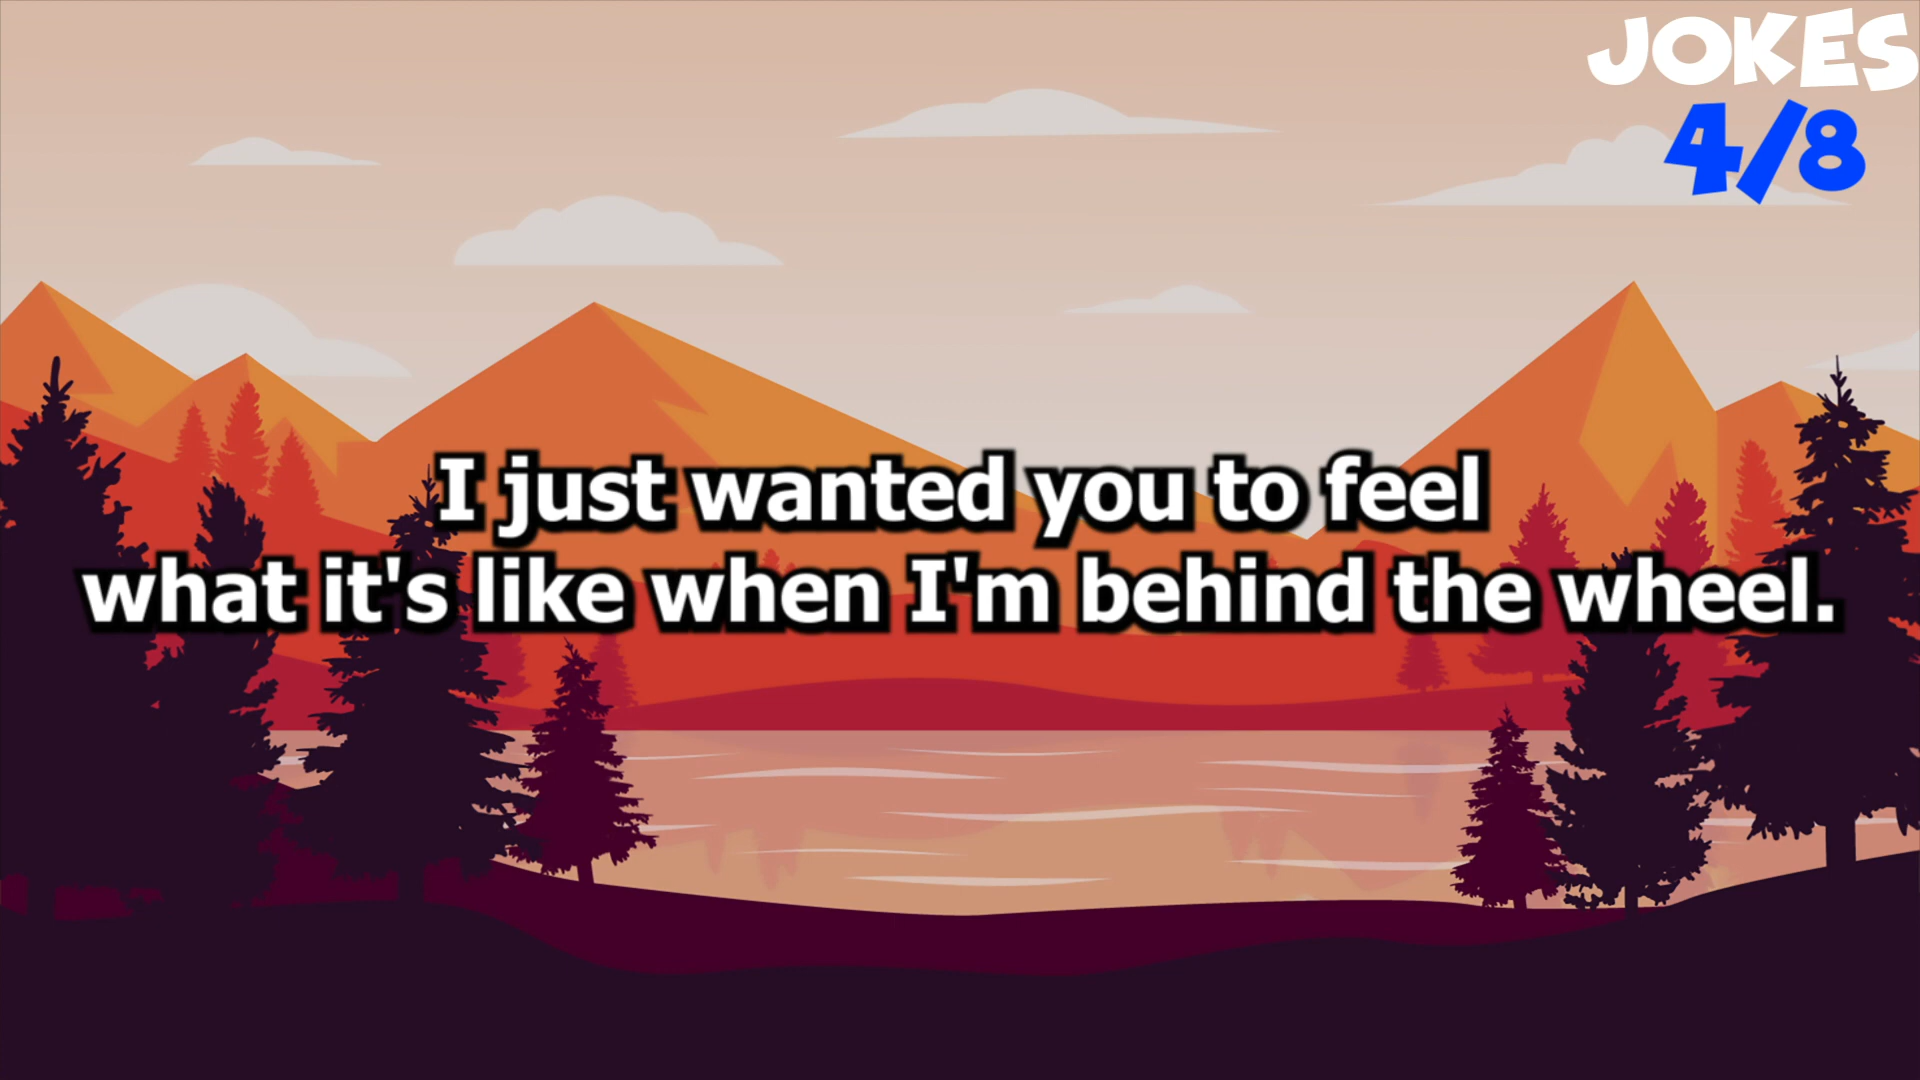 JOKES
4/8
I just wanted you to feel
what it's like when I'm behind the wheel.